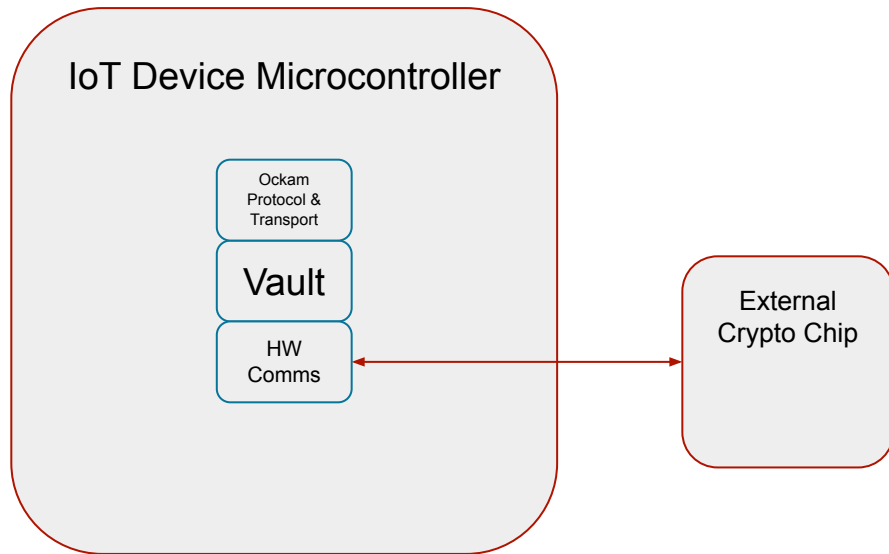 IoT Device Microcontroller
Ockam
Protocol &
Transport
Vault
HW
Comms
External
Crypto Chip